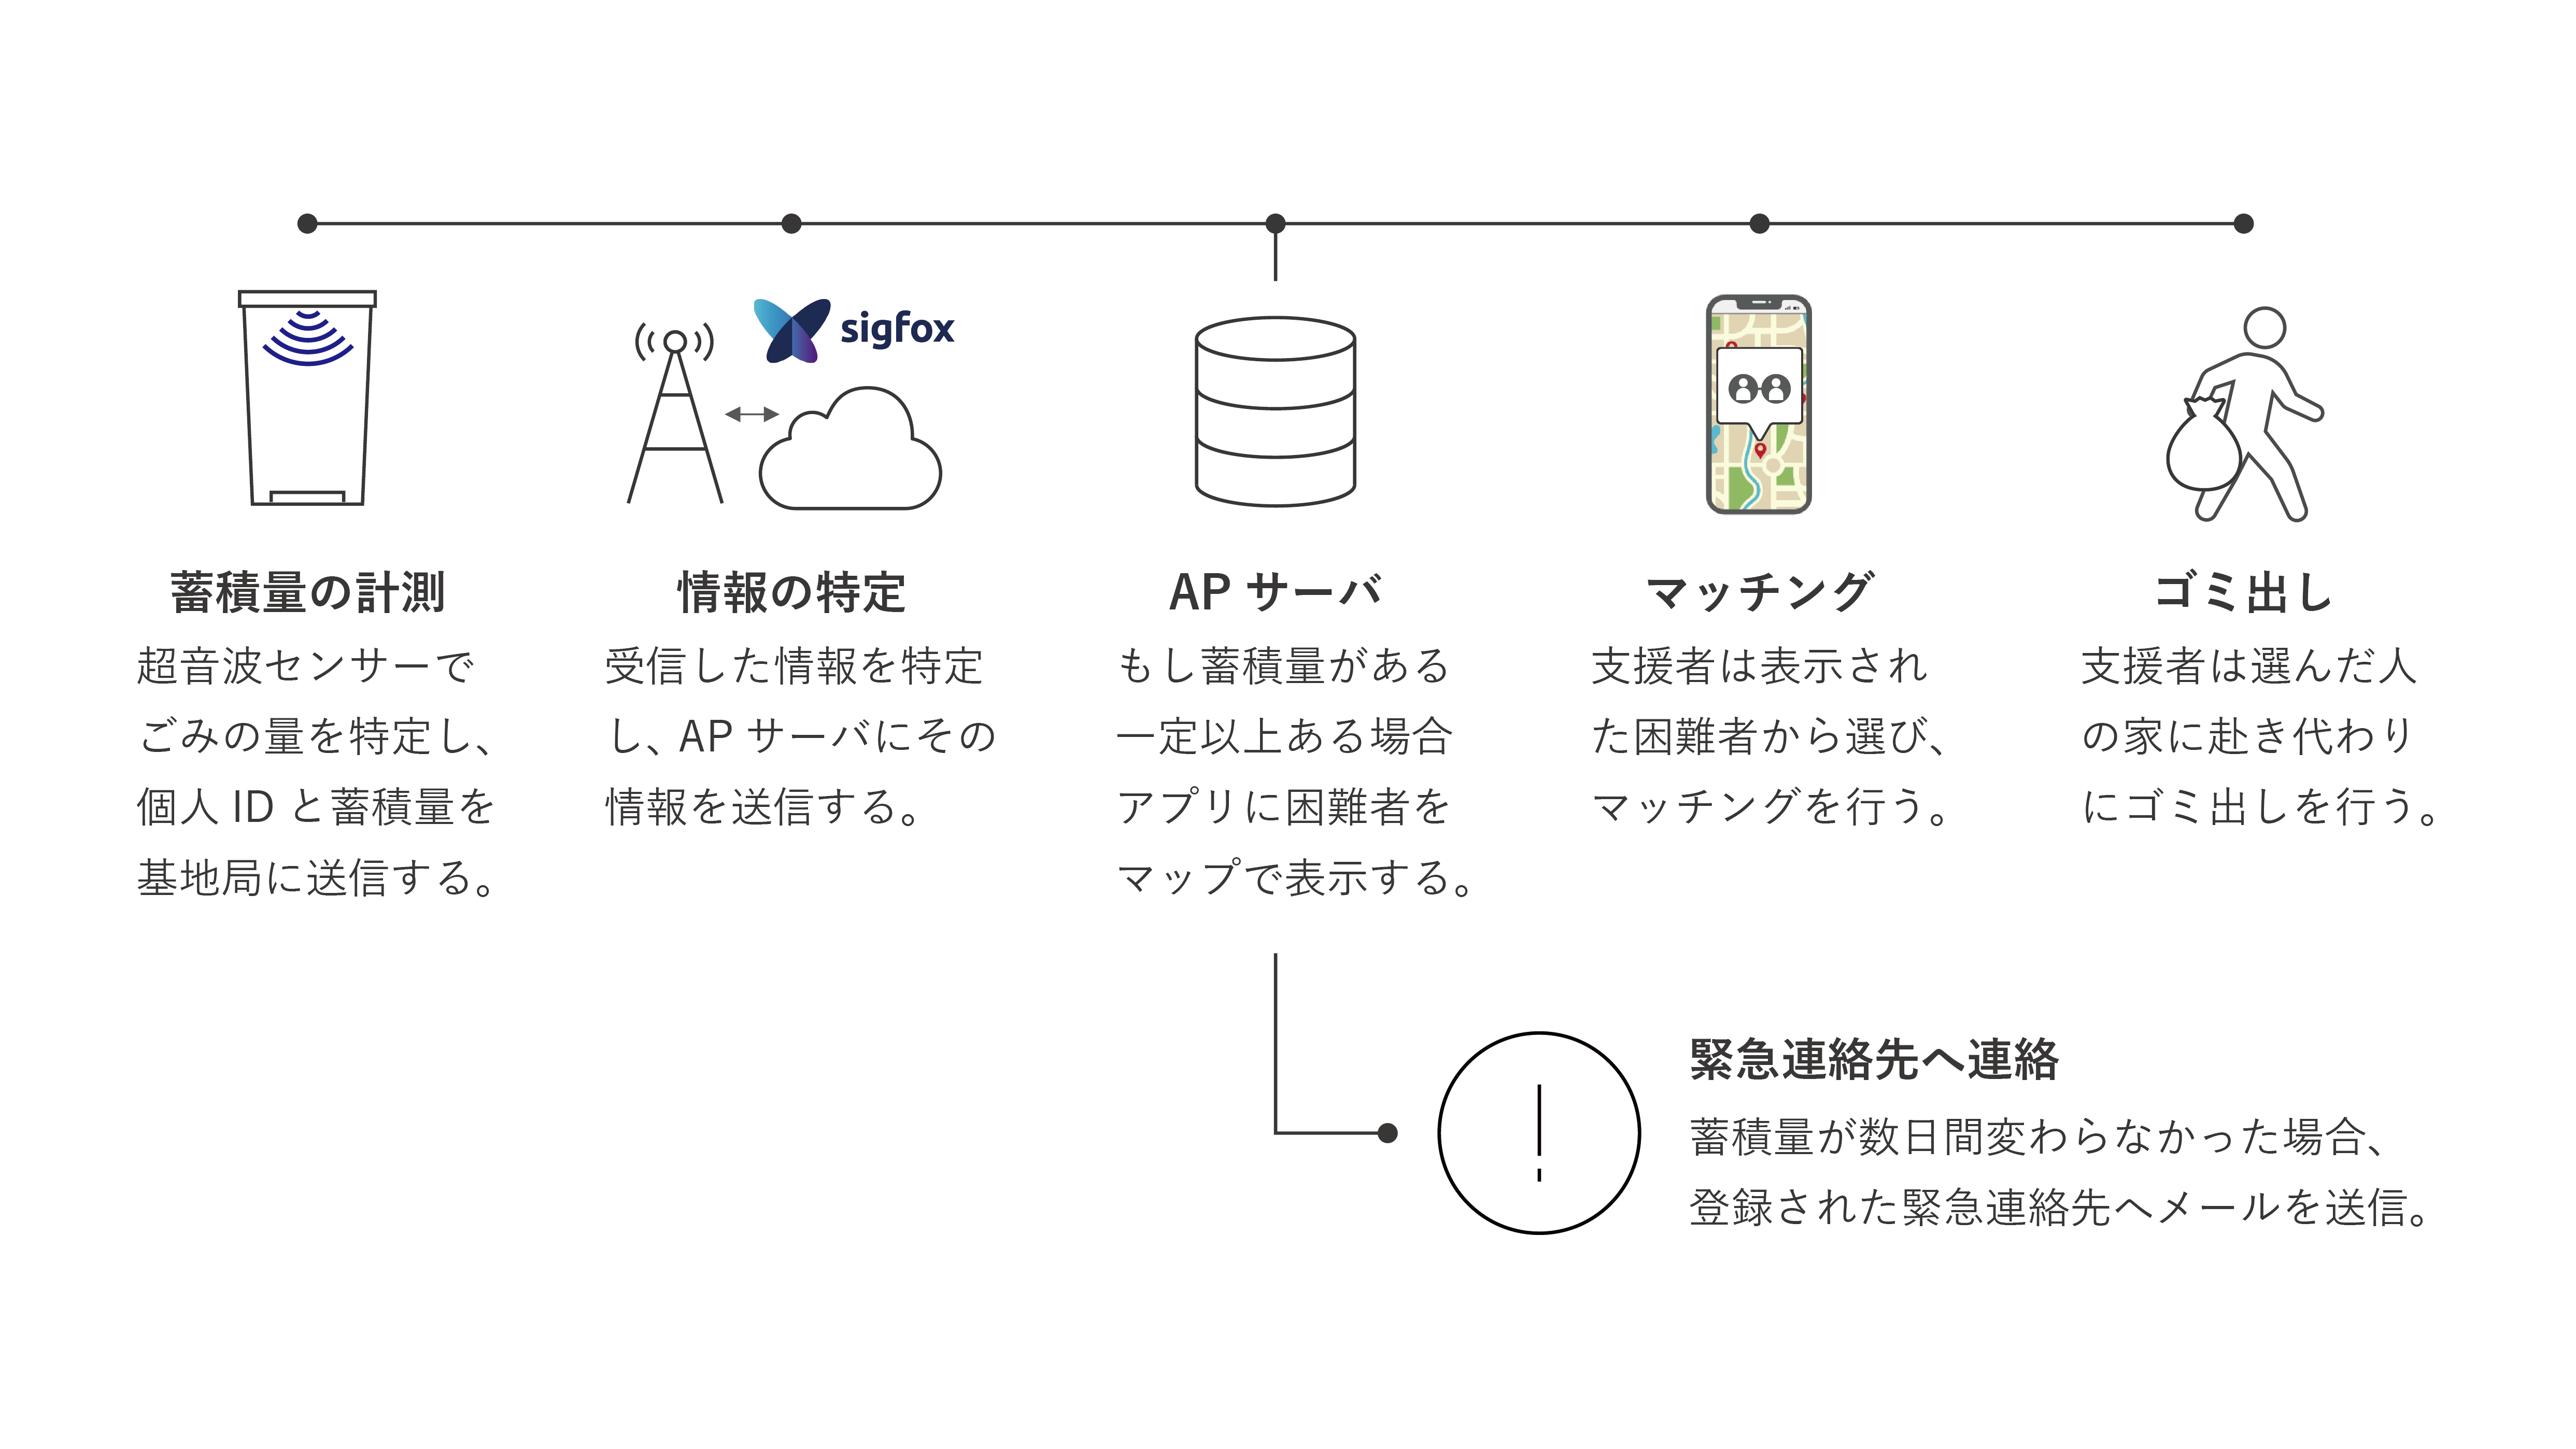 sigfox
蓄積量の計測
超音波センサーで
ごみの量を特定し、
個人 ID と蓄積量を
基地局に送信する。
情報の特定
受信した情報を特定
し、AP サーバにその
情報を送信する。
AP サーバ
もし蓄積量がある
一定以上ある場合
アプリに困難者を
マップで表示する。
マッチング
支援者は表示され
た困難者から選び、
マッチングを行う。
ゴミ出し
支援者は選んだ人
の家に赴き代わり
にゴミ出しを行う。
緊急連絡先へ連絡
蓄積量が数日間変わらなかった場合、
登録された緊急連絡先へメールを送信。